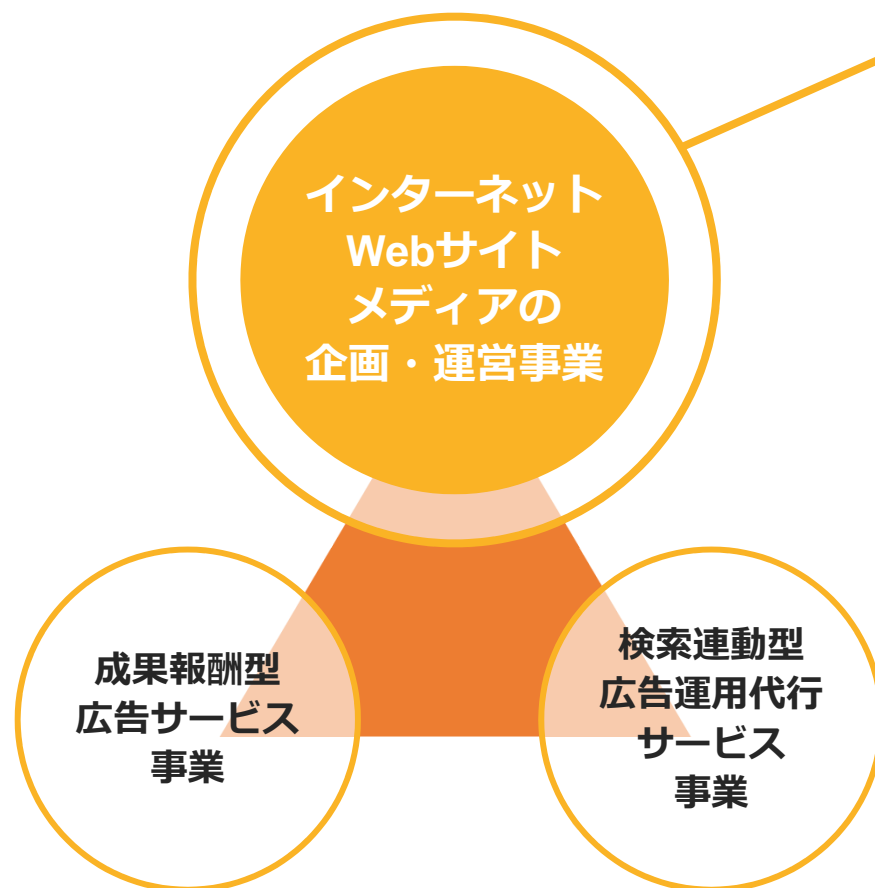 インターネット
Webサイト
メディアの
企画・運営事業
成果報酬型
広告サービス
事業
検索連動型
広告運用代行
サービス
事業